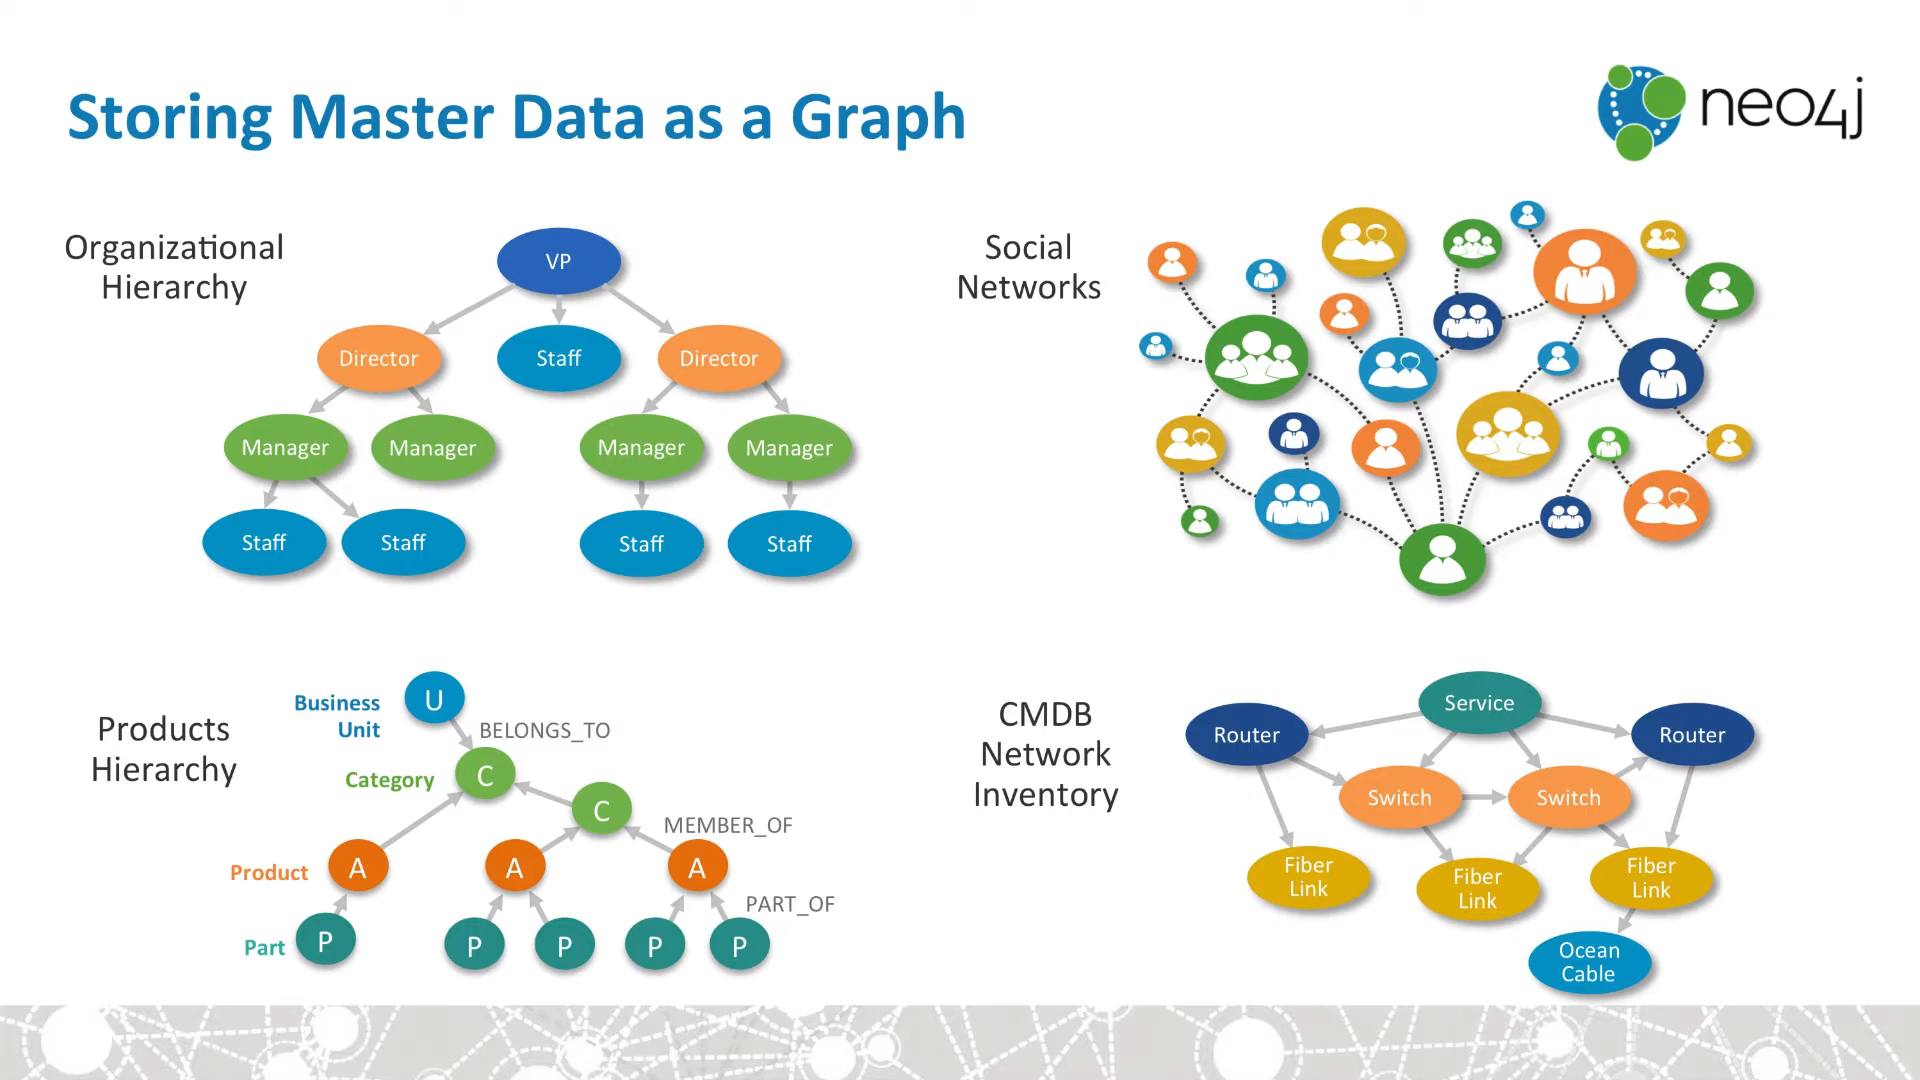 Storing Master Data as a Graph
neo4j
Organizational
Hierarchy
VP
Director
Staff
Director
Manager
Manager
Manager
Manager
Staff
Staff
Staff
Staff
Social
Networks
Products
Hierarchy
Business
Unit
U
BELONGS_TO
Category
C
C
MEMBER_OF
Product
A
A
A
PART_OF
Part
P
P
P
P
P
CMDB
Network
Inventory
Service
Router
Router
Switch
Switch
Fiber
Link
Fiber
Link
Fiber
Link
Ocean
Cable